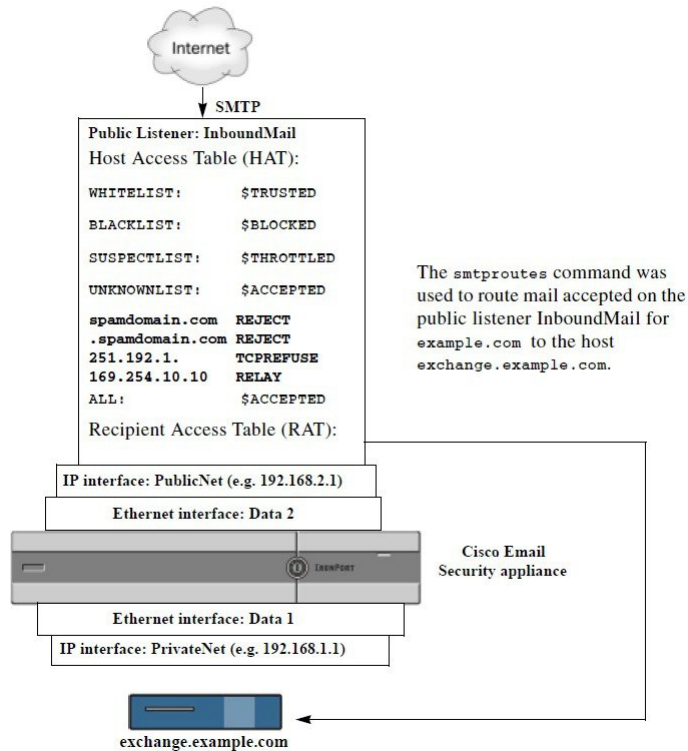 Internet
SMTP
Public Listener: InboundMail
Host Access Table (HAT):
WHITELIST: $TRUSTED
BLACKLIST: $BLOCKED
SUSPECTLIST: $THROTTLED
UNKNOWNLIST: $ACCEPTED
spamdomain.com REJECT
.spamdomain.com REJECT
251.192.1. TCPREFUSE
169.254.10.10 RELAY
ALL: $ACCEPTED
Recipient Access Table (RAT):
The smtproutes command was
used to route mail accepted on the
public listener InboundMail for
example.com to the host
exchange.example.com.
IP interface: PublicNet (e.g. 192.168.2.1)
Ethernet interface: Data 2
IRONPORT
Cisco Email
Security appliance
Ethernet interface: Data 1
IP interface: PrivateNet (e.g. 192.168.1.1)
exchange.example.com